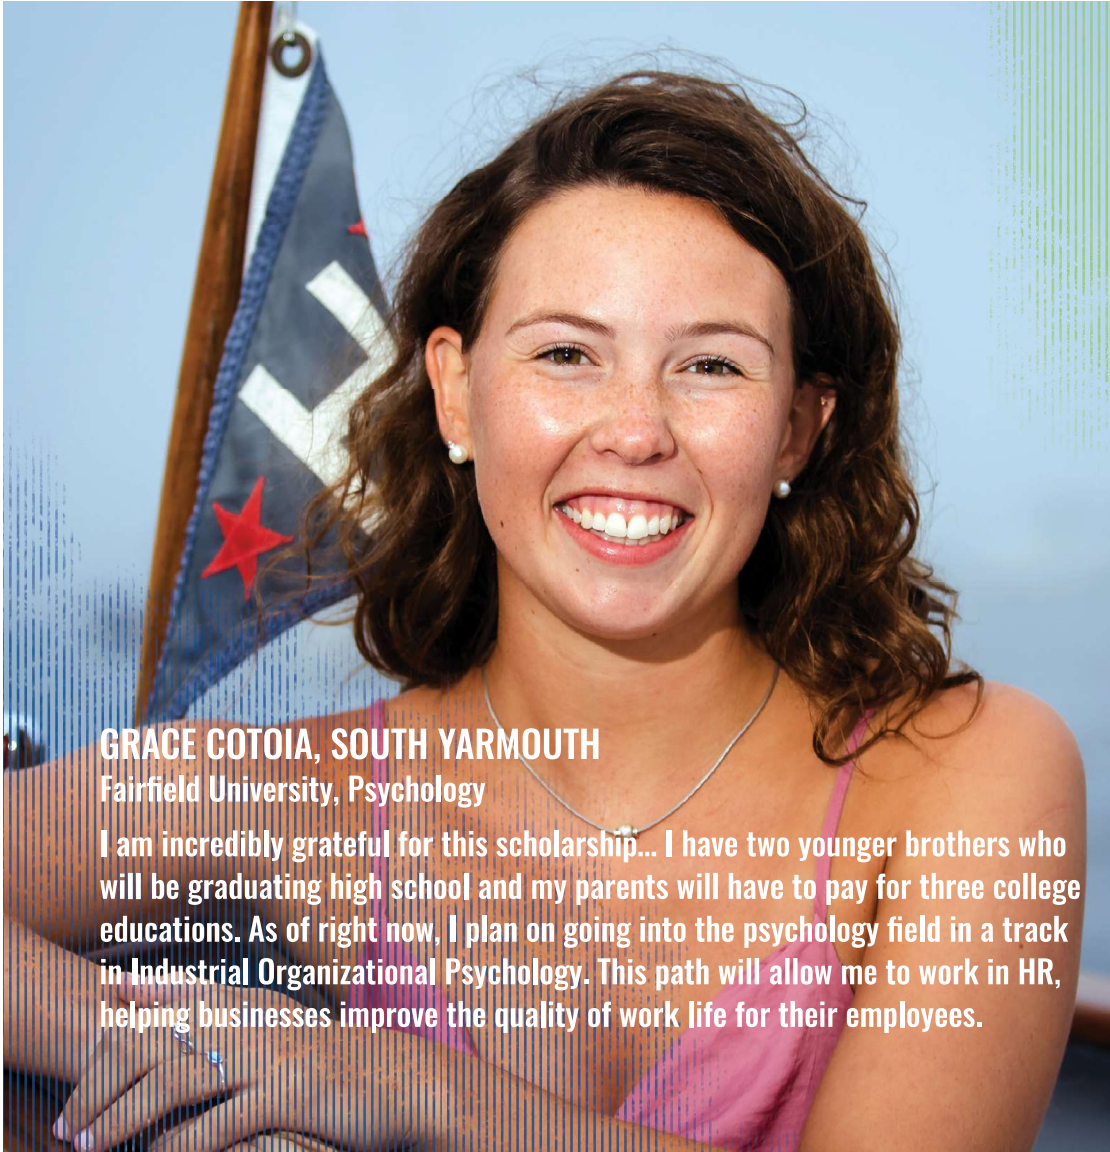 GRACE COTOIA, SOUTH YARMOUTH
Fairfield University, Psychology
I am incredibly grateful for this scholarship... I have two younger brothers who
will be graduating high school and my parents will have to pay for three college
educations. As of right now, I plan on going into the psychology field in a track
in Industrial Organizational Psychology. This path will allow me to work in HR,
helping businesses improve the quality of work life for their employees.